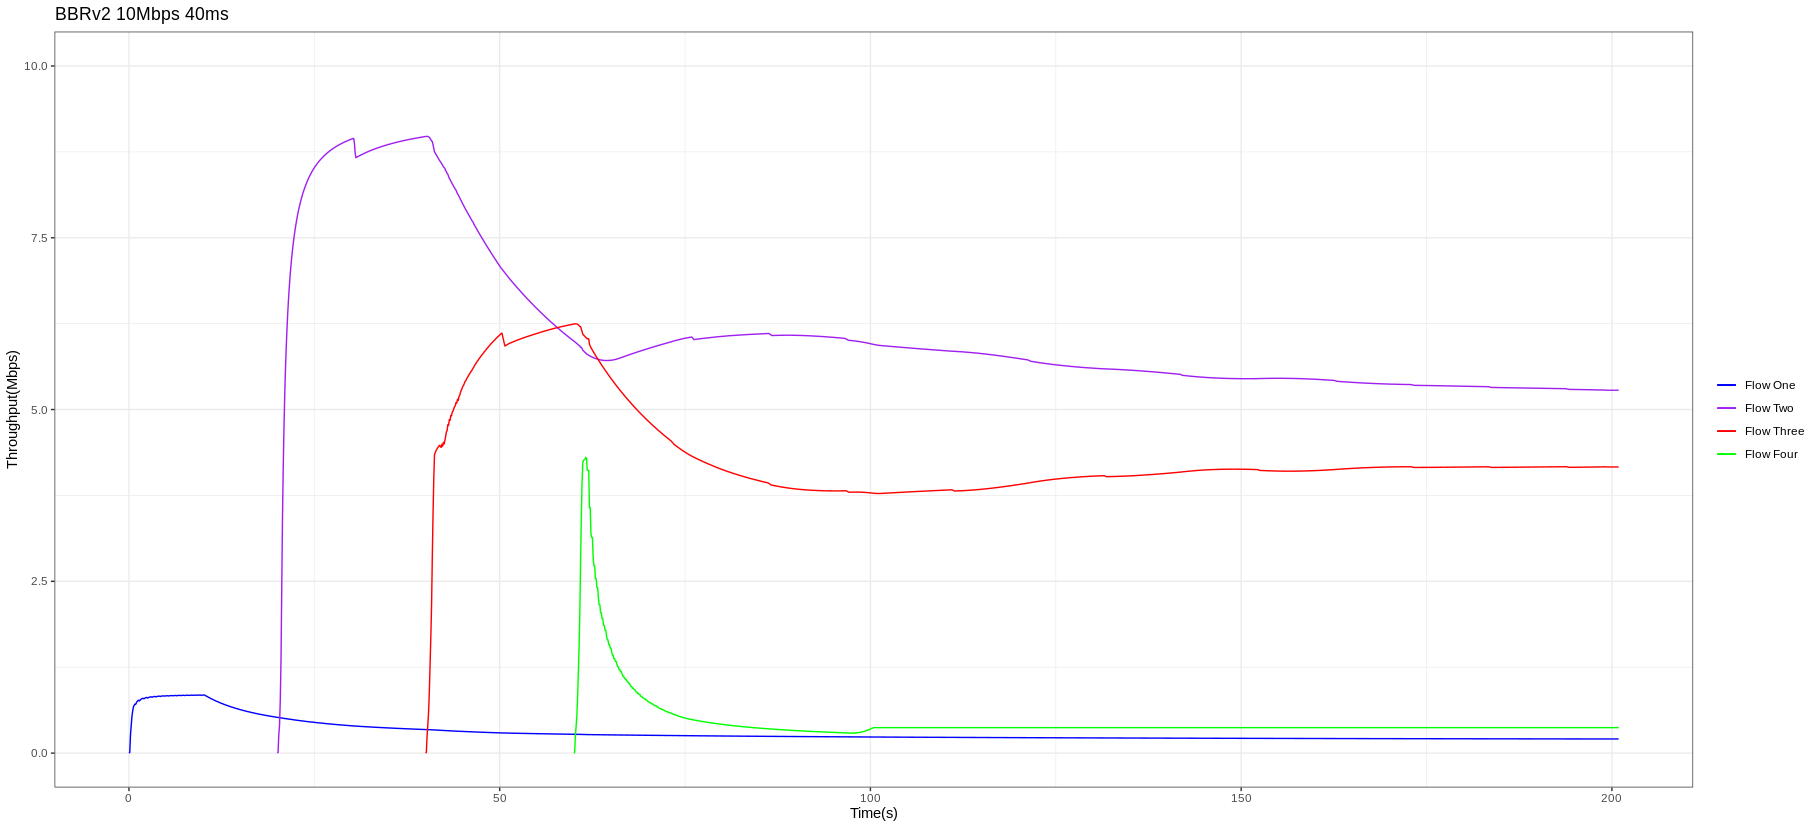 BBRv2 10Mbps 40ms
Throughput(Mbps)
10.0
7.5
5.0
2.5
0.0
0 50 100 150 200
Time(s)
Flow One
Flow Two
Flow Three
Flow Four